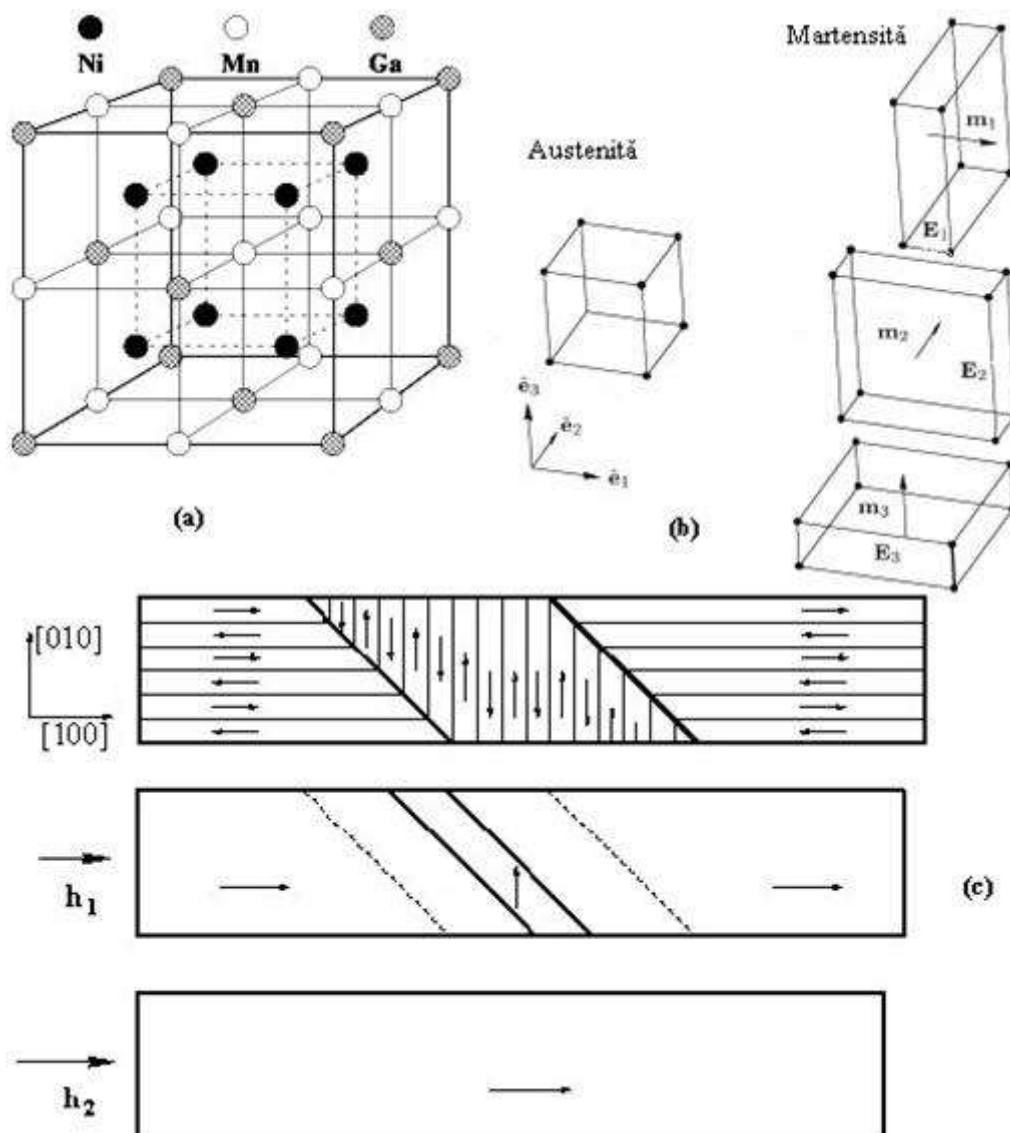 Ni Mn Ga
Martensită
m₁
Austenită
E₁
m₂
E₂
ê₃
ê₂
ê₁
m₃
E₃
(a)
(b)
[010]
[100]
h₁
(c)
h₂